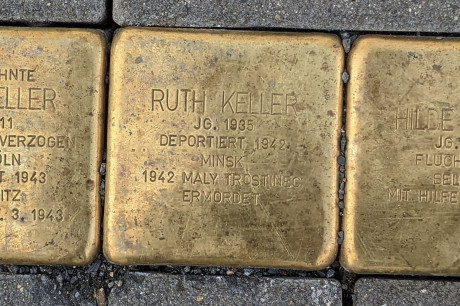 HNTE
ELLER
11
VERZOGEN
ÖLN
T 1943
ITZ
. 3. 1943
RUTH KELLER
JG. 1935
DEPORTIERT 1942
MINSK
1942 MALY TROSTINEC
ERMORDET
HILDE
JG.
FLUCH
BEL
MIT HILFE